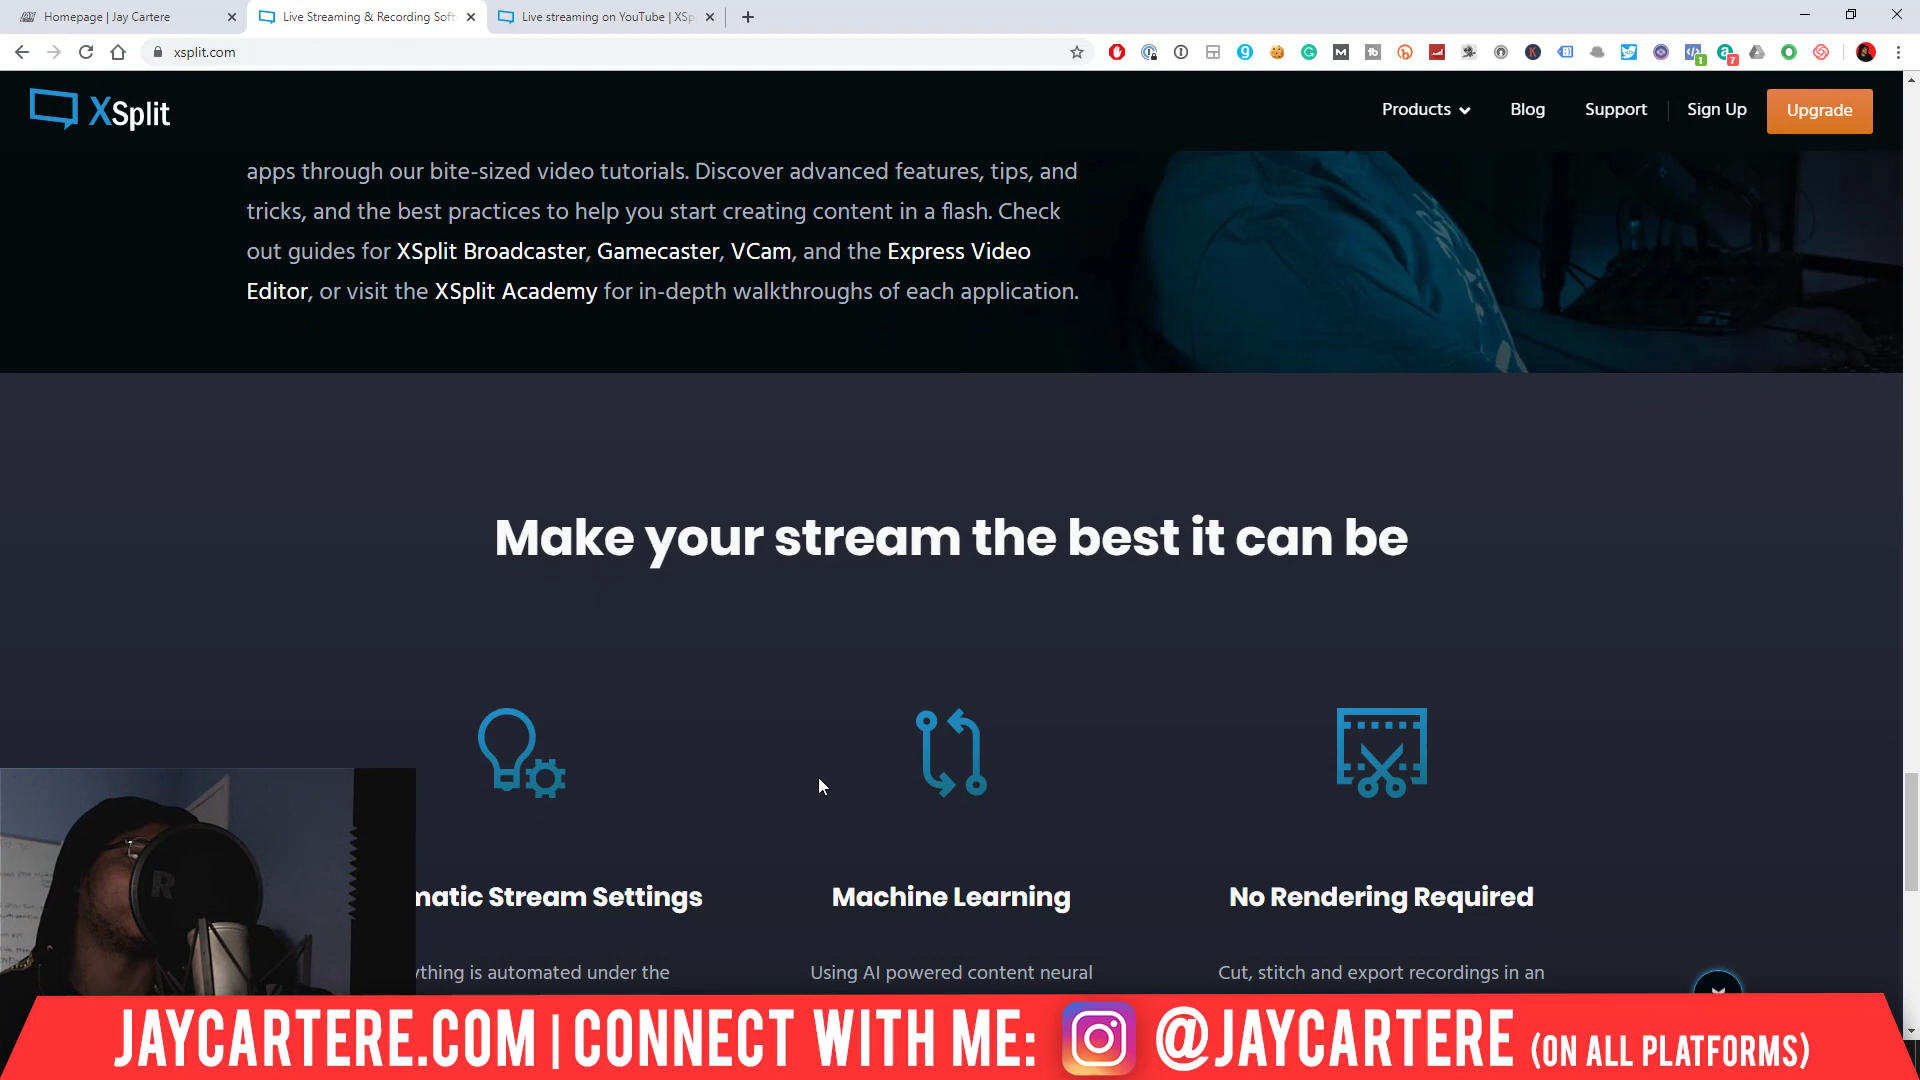 Homepage | Jay Cartere
Live Streaming & Recording Soft
Live streaming on YouTube | XSp
xsplit.com
1
7
XSplit
Products
Blog
Support
Sign Up
Upgrade
apps through our bite-sized video tutorials. Discover advanced features, tips, and
tricks, and the best practices to help you start creating content in a flash. Check
out guides for XSplit Broadcaster, Gamecaster, VCam, and the Express Video
Editor, or visit the XSplit Academy for in-depth walkthroughs of each application.
Make your stream the best it can be
matic Stream Settings
Machine Learning
No Rendering Required
ything is automated under the
Using AI powered content neural
Cut, stitch and export recordings in an
R
JAYCARTERE.COM | CONNECT WITH ME: @JAYCARTERE (ON ALL PLATFORMS)